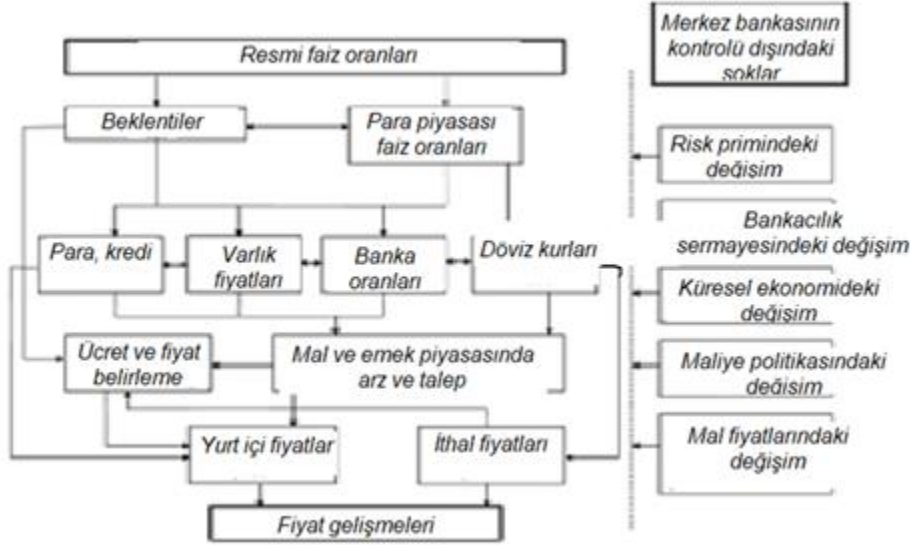 Merkez bankasının
kontrolü dışındaki
soklar
Resmi faiz oranları
Beklentiler
Para piyasası
faiz oranları
Risk primindeki
değişim
Bankacılık
sermayesindeki değişim
Para, kredi
Varlık
fiyatları
Banka
oranları
Döviz kurları
Küresel ekonomideki
değişim
Ücret ve fiyat
belirleme
Mal ve emek piyasasında
arz ve talep
Maliye politikasındaki
değisim
Yurt içi fiyatlar
İthal fiyatları
Mal fiyatlarındaki
değişim
Fiyat gelişmeleri